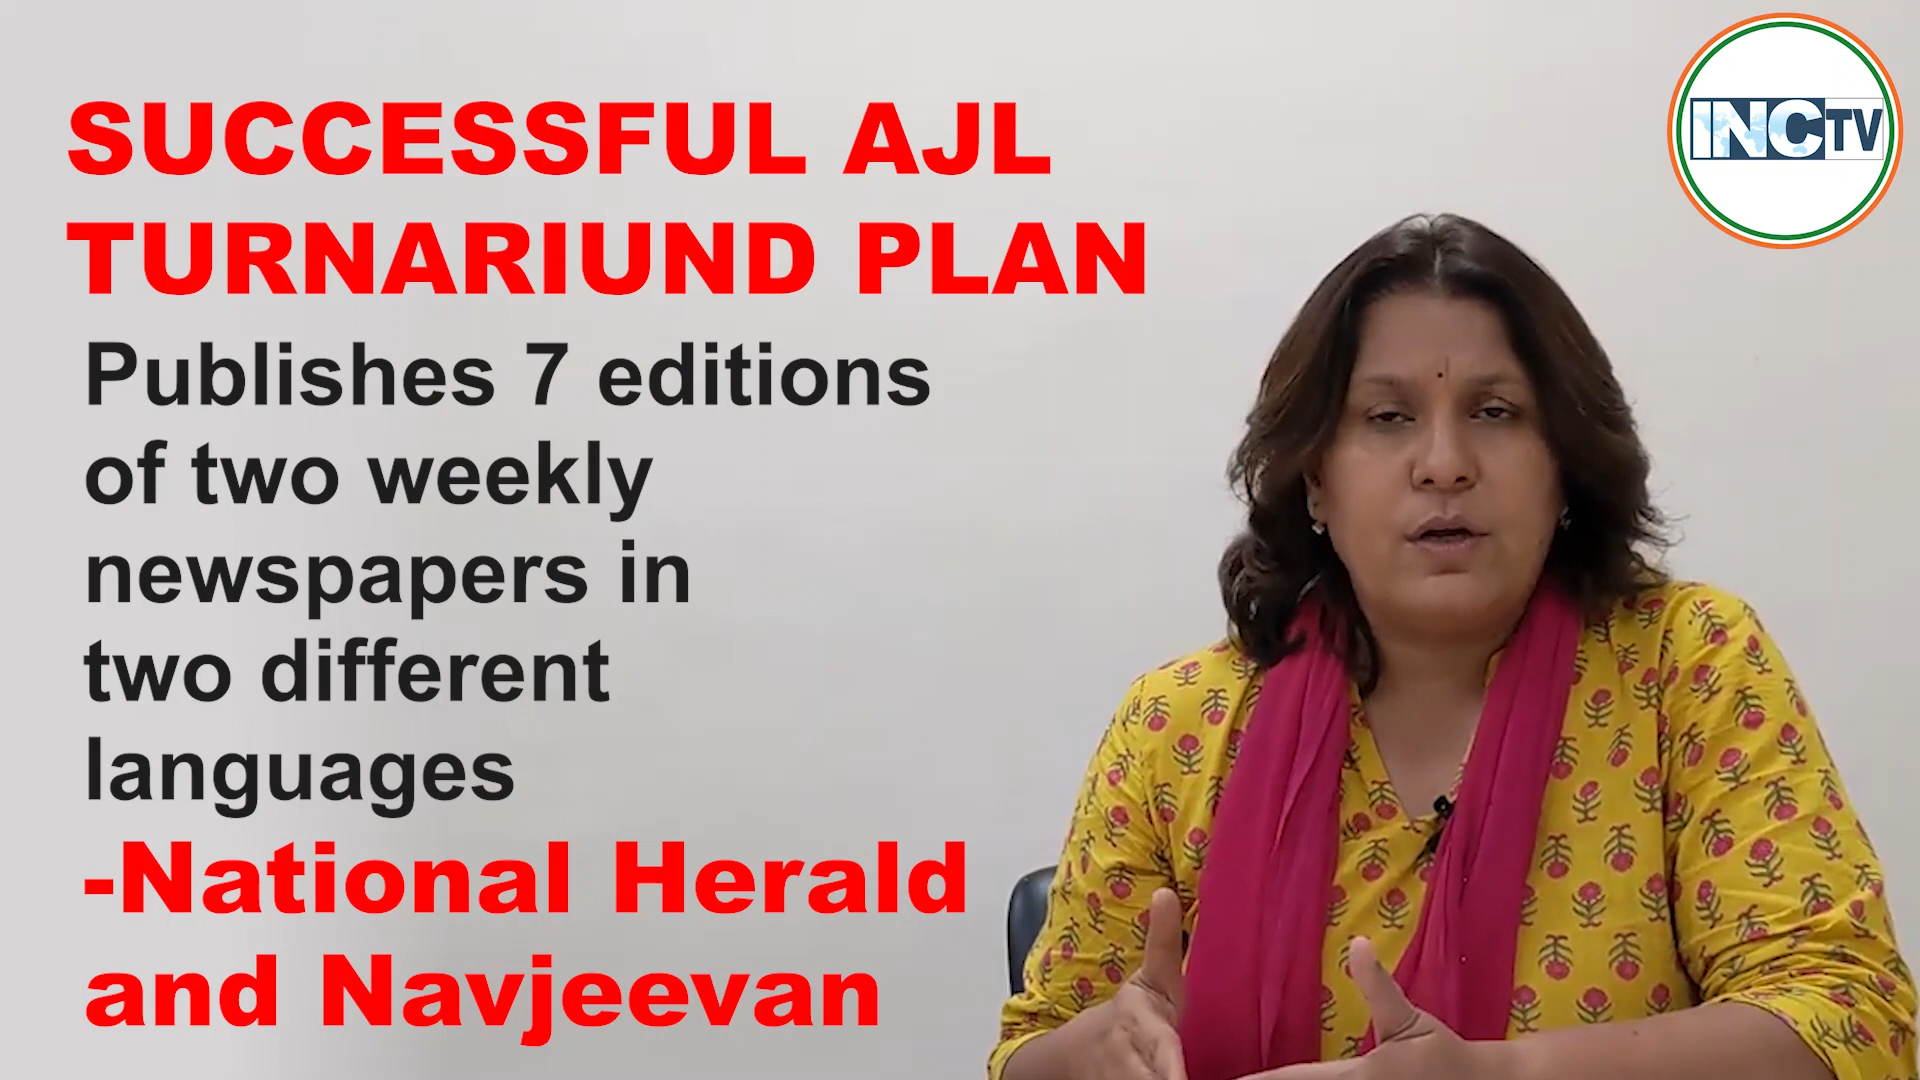 SUCCESSFUL AJL
TURNARIUND PLAN
Publishes 7 editions
of two weekly
newspapers in
two different
languages
-National Herald
and Navjeevan
INCTV